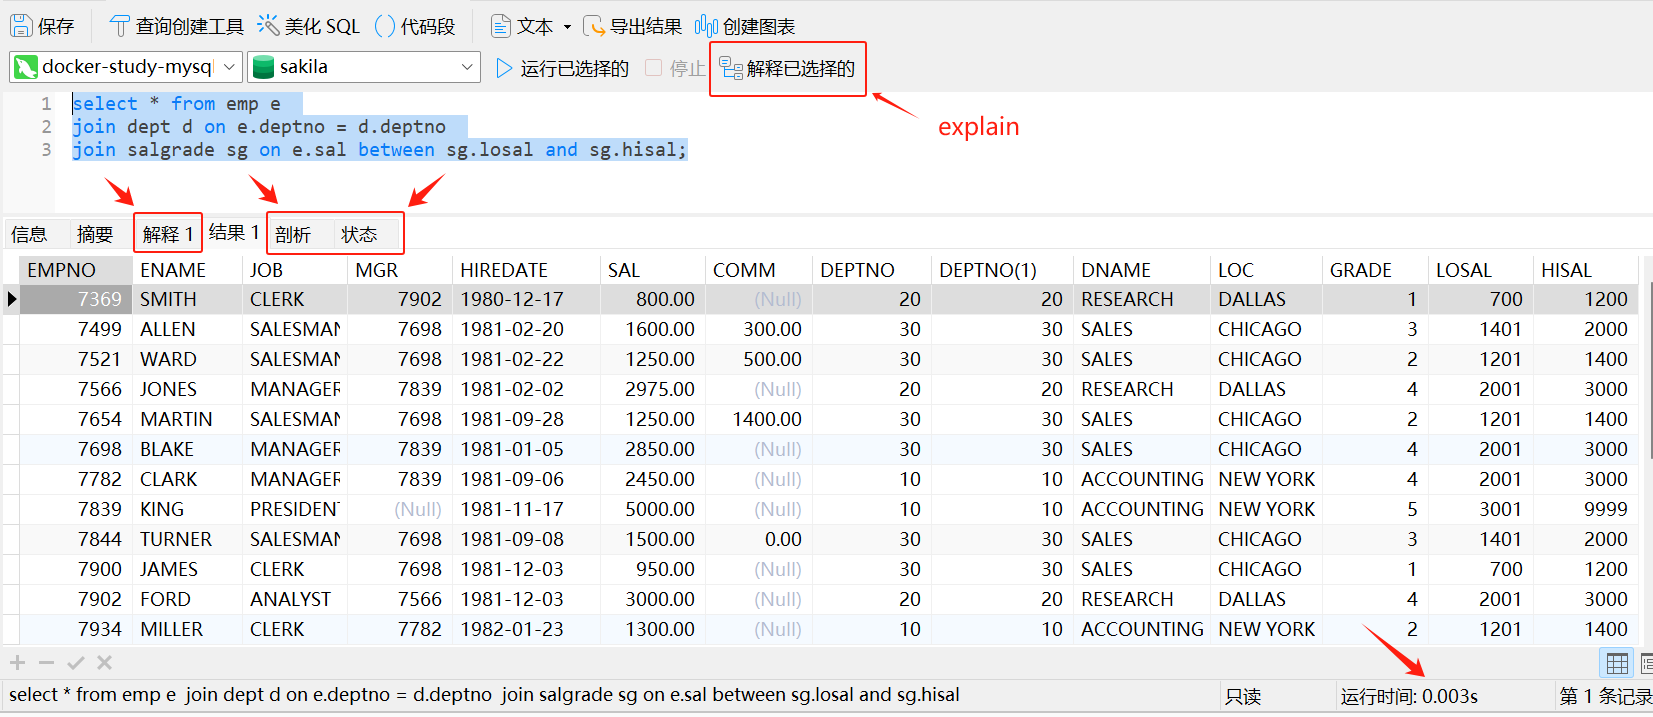 保存 查询创建工具 美化 SQL () 代码段 文本 导出结果 创建图表
docker-study-mysql sakila 运行已选择的 停止 解释已选择的
explain
1 select * from emp e
2 join dept d on e.deptno = d.deptno
3 join salgrade sg on e.sal between sg.losal and sg.hisal;
信息 摘要 解释 1 结果 1 剖析 状态
EMPNO ENAME JOB MGR HIREDATE SAL COMM DEPTNO DEPTNO(1) DNAME LOC GRADE LOSAL HISAL
7369 SMITH CLERK 7902 1980-12-17 800.00 (Null) 20 20 RESEARCH DALLAS 1 700 1200
7499 ALLEN SALESMAN 7698 1981-02-20 1600.00 300.00 30 30 SALES CHICAGO 3 1401 2000
7521 WARD SALESMAN 7698 1981-02-22 1250.00 500.00 30 30 SALES CHICAGO 2 1201 1400
7566 JONES MANAGER 7839 1981-02-02 2975.00 (Null) 20 20 RESEARCH DALLAS 4 2001 3000
7654 MARTIN SALESMAN 7698 1981-09-28 1250.00 1400.00 30 30 SALES CHICAGO 2 1201 1400
7698 BLAKE MANAGER 7839 1981-01-05 2850.00 (Null) 30 30 SALES CHICAGO 4 2001 3000
7782 CLARK MANAGER 7839 1981-09-06 2450.00 (Null) 10 10 ACCOUNTING NEW YORK 4 2001 3000
7839 KING PRESIDENT (Null) 1981-11-17 5000.00 (Null) 10 10 ACCOUNTING NEW YORK 5 3001 9999
7844 TURNER SALESMAN 7698 1981-09-08 1500.00 0.00 30 30 SALES CHICAGO 3 1401 2000
7900 JAMES CLERK 7698 1981-12-03 950.00 (Null) 30 30 SALES CHICAGO 1 700 1200
7902 FORD ANALYST 7566 1981-12-03 3000.00 (Null) 20 20 RESEARCH DALLAS 4 2001 3000
7934 MILLER CLERK 7782 1982-01-23 1300.00 (Null) 10 10 ACCOUNTING NEW YORK 2 1201 1400
select * from emp e join dept d on e.deptno = d.deptno join salgrade sg on e.sal between sg.losal and sg.hisal 只读 运行时间: 0.003s 第 1 条记录